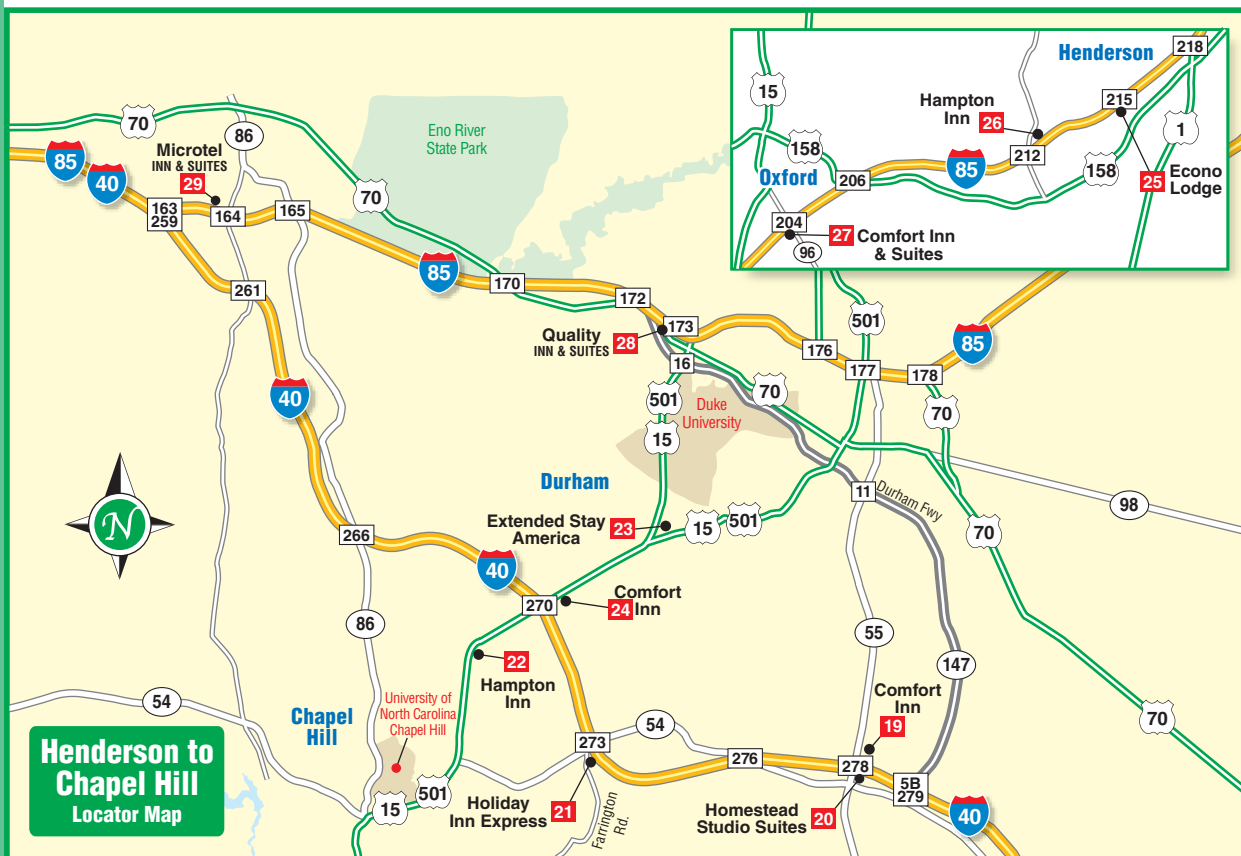 70
86
85
40
Microtel
INN & SUITES
29
163
259
164
165
Eno River
State Park
70
85
170
172
261
40
Quality
INN & SUITES
28
173
16
176
501
177
178
85
70
501
15
Duke
University
70
Durham
11
Durham Fwy
98
70
Extended Stay
America
23
15
501
266
40
270
Comfort
Inn
24
86
22
Hampton
Inn
55
147
54
Chapel
Hill
University of
North Carolina
Chapel Hill
Comfort
Inn
19
70
273
54
276
278
5B
279
40
15
501
Holiday
Inn Express
21
Farrington
Rd.
Homestead
Studio Suites
20
N
Henderson to
Chapel Hill
Locator Map
15
158
Oxford
206
204
96
27
Comfort Inn
& Suites
85
Hampton
Inn
26
212
Henderson
218
215
1
158
25
Econo
Lodge